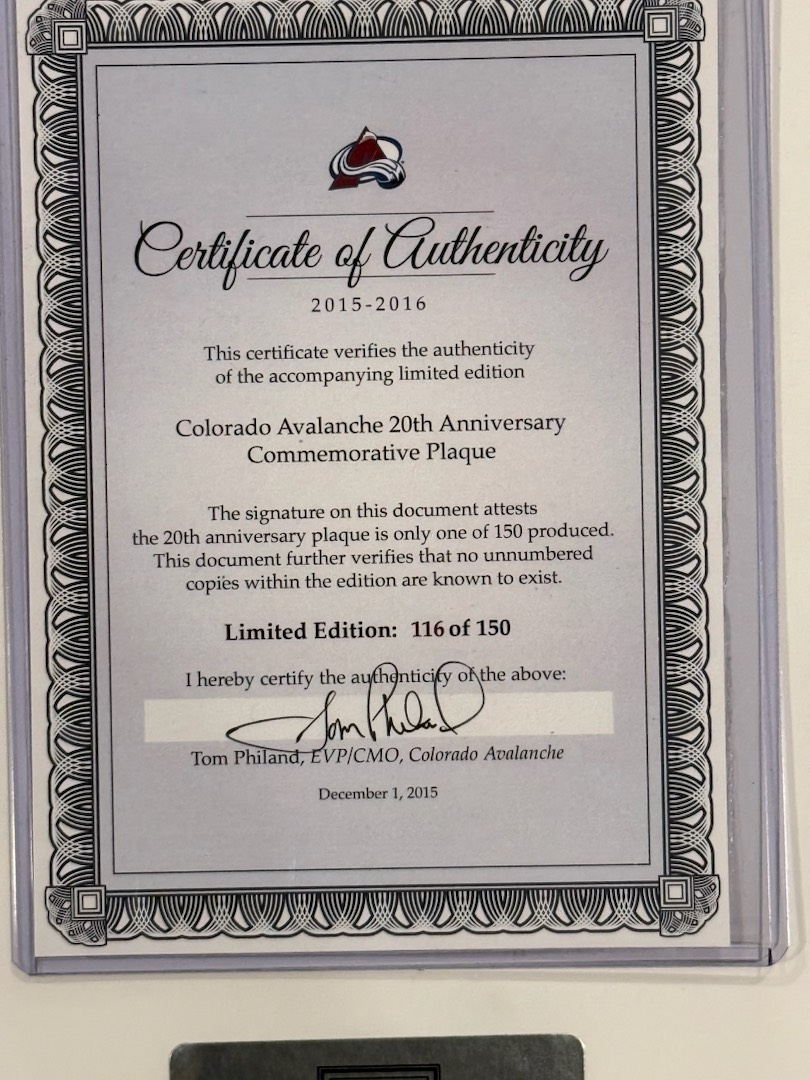 Certificate of Authenticity
2015-2016
This certificate verifies the authenticity
of the accompanying limited edition
Colorado Avalanche 20th Anniversary
Commemorative Plaque
The signature on this document attests
the 20th anniversary plaque is only one of 150 produced.
This document further verifies that no unnumbered
copies within the edition are known to exist.
Limited Edition: 116 of 150
I hereby certify the authenticity of the above:
Tom Philand
Tom Philand, EVP/CMO, Colorado Avalanche
December 1, 2015